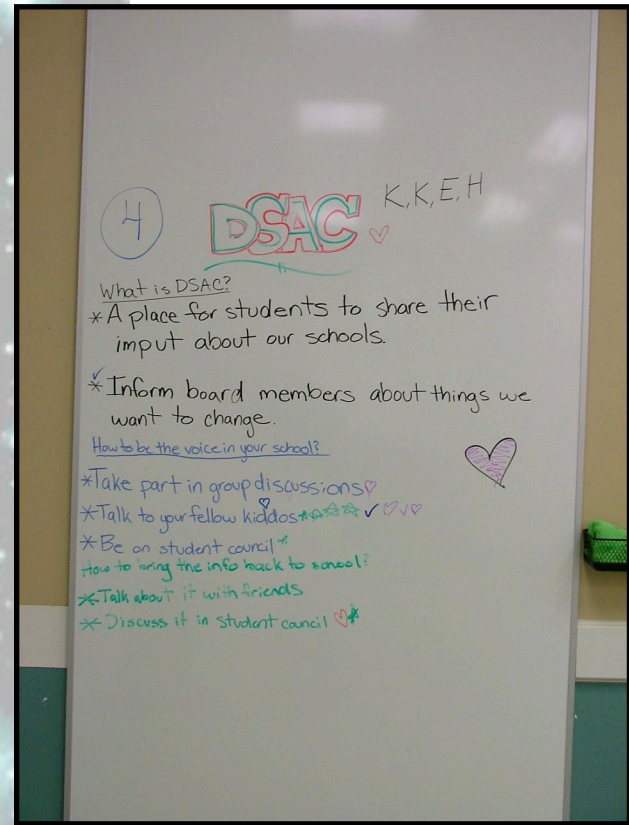 4 DSAC K,K,E,H
What is DSAC?
*A place for students to share their
imput about our schools.
*Inform board members about things we
want to change.
How to be the voice in your school?
*Take part in group discussions
*Talk to your fellow kiddos
*Be on student council
How to bring the info back to school?
*Talk about it with friends
*Discuss it in student council